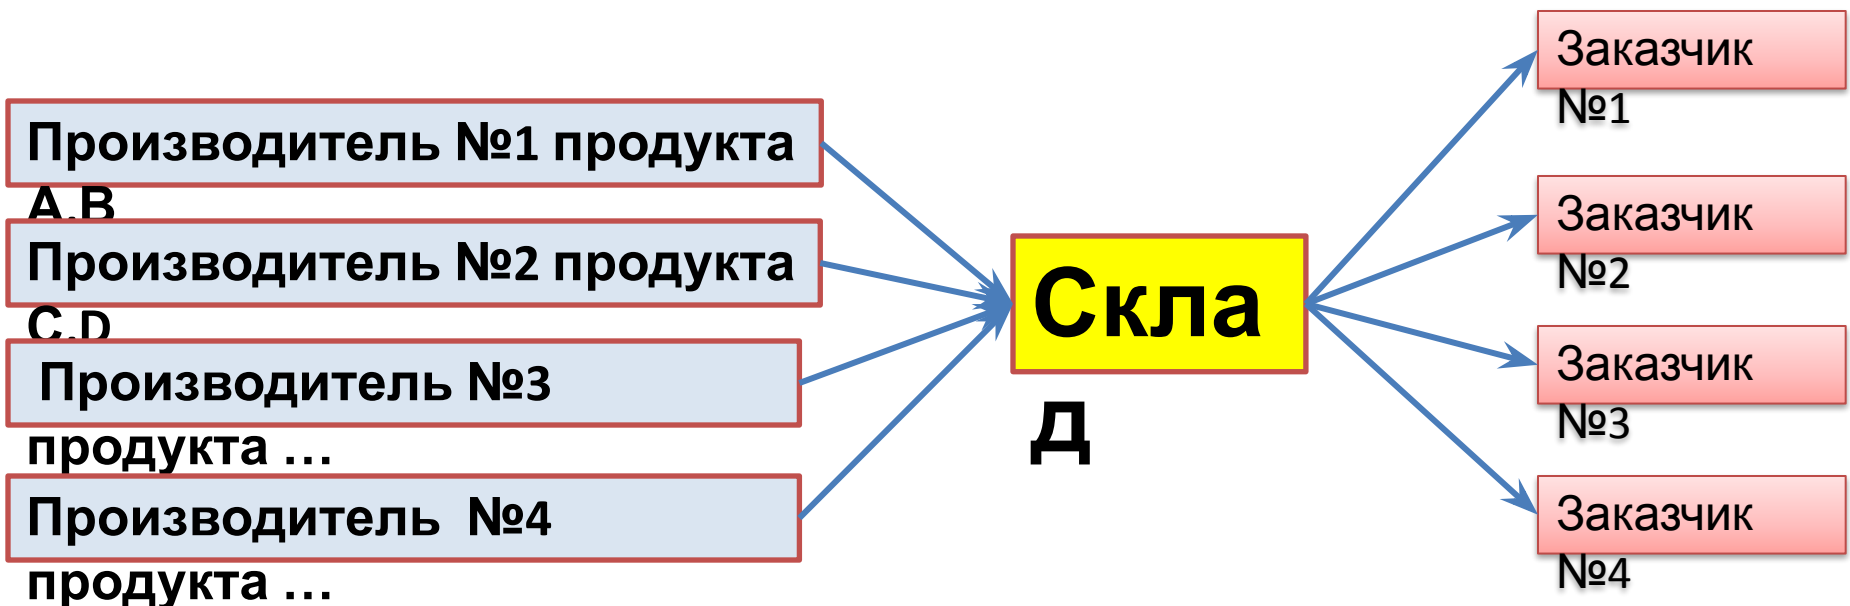 Производитель №1 продукта
A,B
Производитель №2 продукта
C,D
Производитель №3
продукта ...
Производитель №4
продукта ...
Скла
д
Заказчик
№1
Заказчик
№2
Заказчик
№3
Заказчик
№4